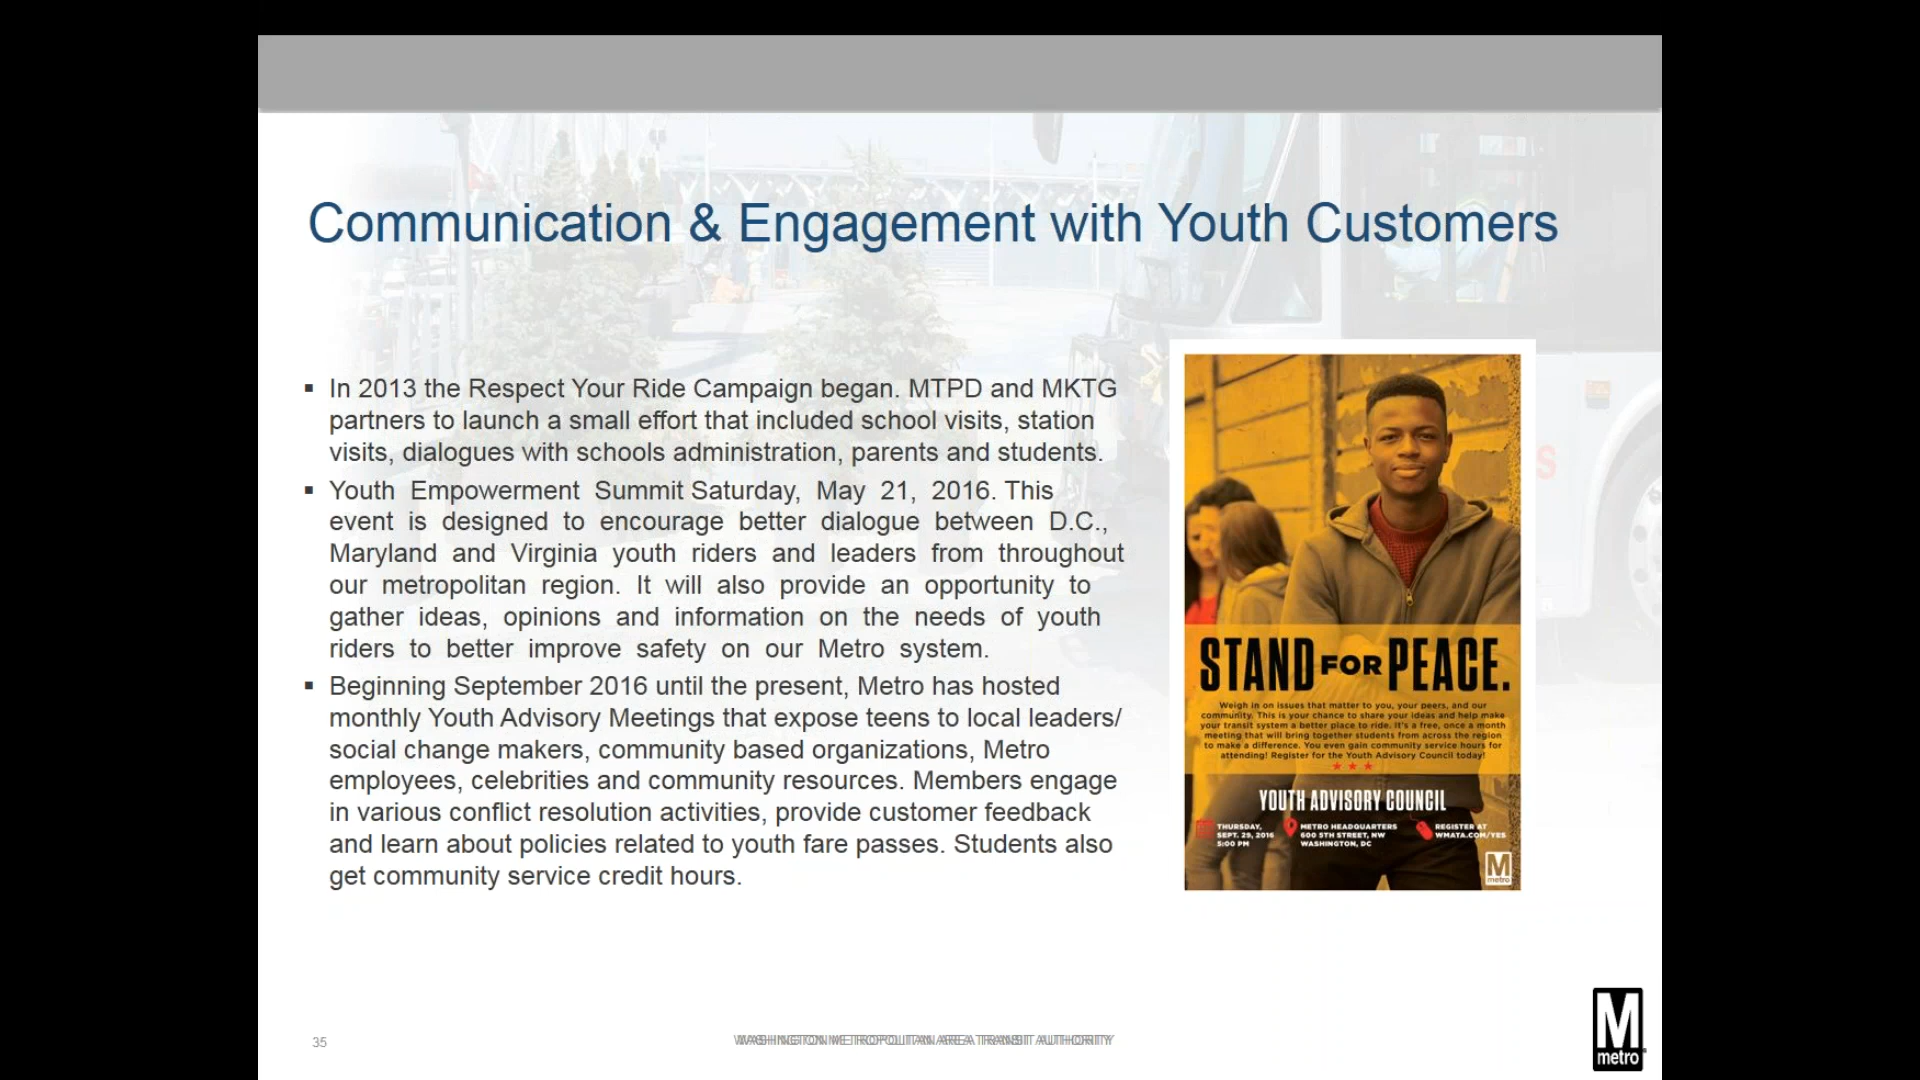 Communication & Engagement with Youth Customers
▪ In 2013 the Respect Your Ride Campaign began. MTPD and MKTG
partners to launch a small effort that included school visits, station
visits, dialogues with schools administration, parents and students.
▪ Youth Empowerment Summit Saturday, May 21, 2016. This
event is designed to encourage better dialogue between D.C.,
Maryland and Virginia youth riders and leaders from throughout
our metropolitan region. It will also provide an opportunity to
gather ideas, opinions and information on the needs of youth
riders to better improve safety on our Metro system.
▪ Beginning September 2016 until the present, Metro has hosted
monthly Youth Advisory Meetings that expose teens to local leaders/
social change makers, community based organizations, Metro
employees, celebrities and community resources. Members engage
in various conflict resolution activities, provide customer feedback
and learn about policies related to youth fare passes. Students also
get community service credit hours.
STAND FOR PEACE.
Weigh in on issues that matter to you, your peers, and our
community. This is your chance to share your ideas and help make
your transit system a better place to ride. It's a free, once a month
meeting that will bring together students from across the region
to make a difference. You even gain community service hours for
attending! Register for the Youth Advisory Council today!
YOUTH ADVISORY COUNCIL
THURSDAY,
SEPT. 29, 2016
5:00 PM
METRO HEADQUARTERS
600 5TH STREET, NW
WASHINGTON, DC
REGISTER AT
WMATA.COM/YES
M
metro
S
35
WASHINGTON METROPOLITAN AREA TRANSIT AUTHORITY
M
metro